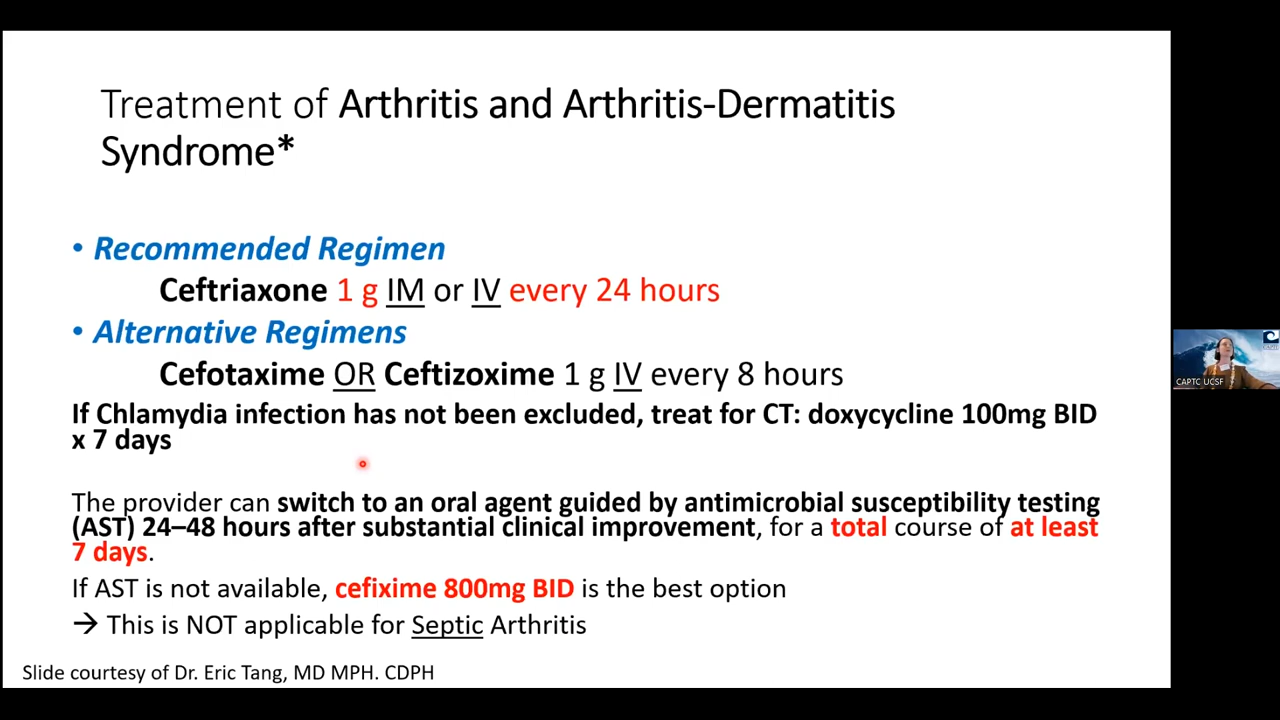 Treatment of Arthritis and Arthritis-Dermatitis
Syndrome*
• Recommended Regimen
Ceftriaxone 1 g IM or IV every 24 hours
• Alternative Regimens
Cefotaxime OR Ceftizoxime 1 g IV every 8 hours
If Chlamydia infection has not been excluded, treat for CT: doxycycline 100mg BID
x 7 days
The provider can switch to an oral agent guided by antimicrobial susceptibility testing
(AST) 24–48 hours after substantial clinical improvement, for a total course of at least
7 days.
If AST is not available, cefixime 800mg BID is the best option
→ This is NOT applicable for Septic Arthritis
Slide courtesy of Dr. Eric Tang, MD MPH. CDPH
CAPTC UCSF